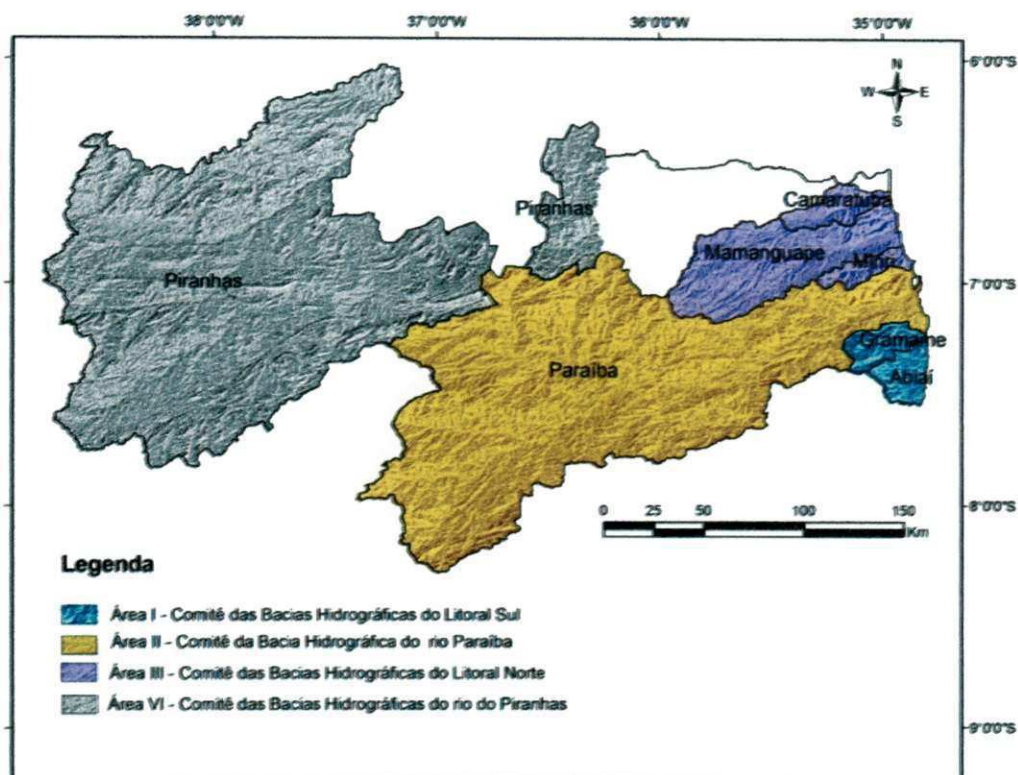 38°0'0"W 37°0'0"W 36°0'0"W 35°0'0"W
6°0'0"S
N
W E
S
Camaratuba
Piranhas
Mamanguape
Miriri
Piranhas
7°0'0"S
Gramame
Paraíba
Abiaí
8°0'0"S
0 25 50 100 150
Km
Legenda
Área I - Comitê das Bacias Hidrográficas do Litoral Sul
Área II - Comitê da Bacia Hidrográfica do rio Paraíba
Área III - Comitê das Bacias Hidrográficas do Litoral Norte
Área VI - Comitê das Bacias Hidrográficas do rio do Piranhas
9°0'0"S